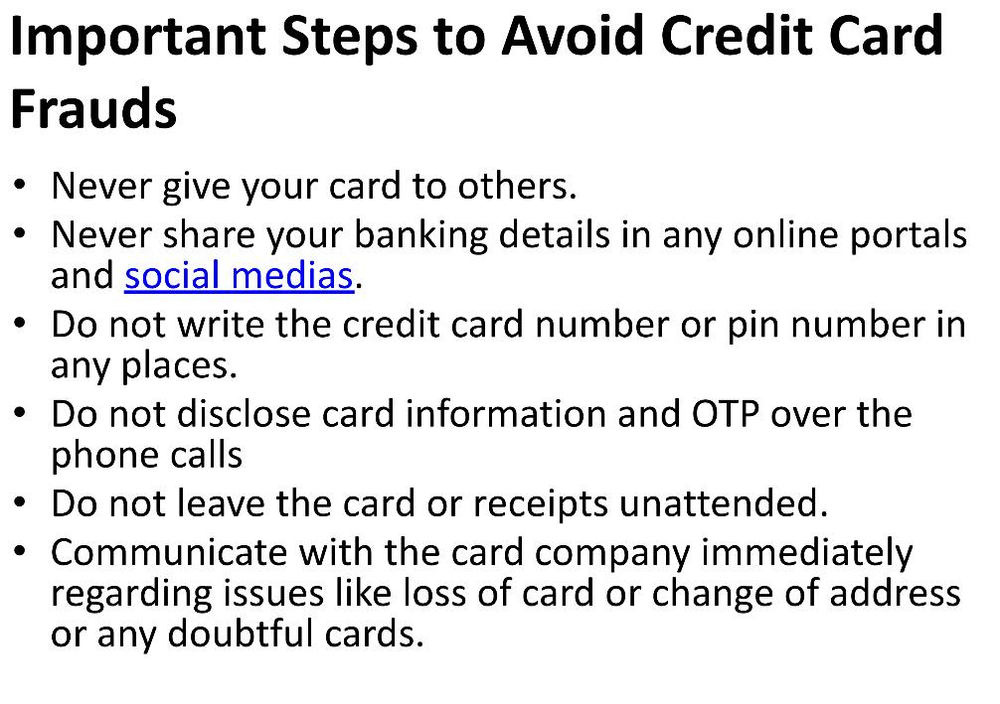 Important Steps to Avoid Credit Card
Frauds
• Never give your card to others.
• Never share your banking details in any online portals
and social medias.
• Do not write the credit card number or pin number in
any places.
• Do not disclose card information and OTP over the
phone calls
• Do not leave the card or receipts unattended.
• Communicate with the card company immediately
regarding issues like loss of card or change of address
or any doubtful cards.